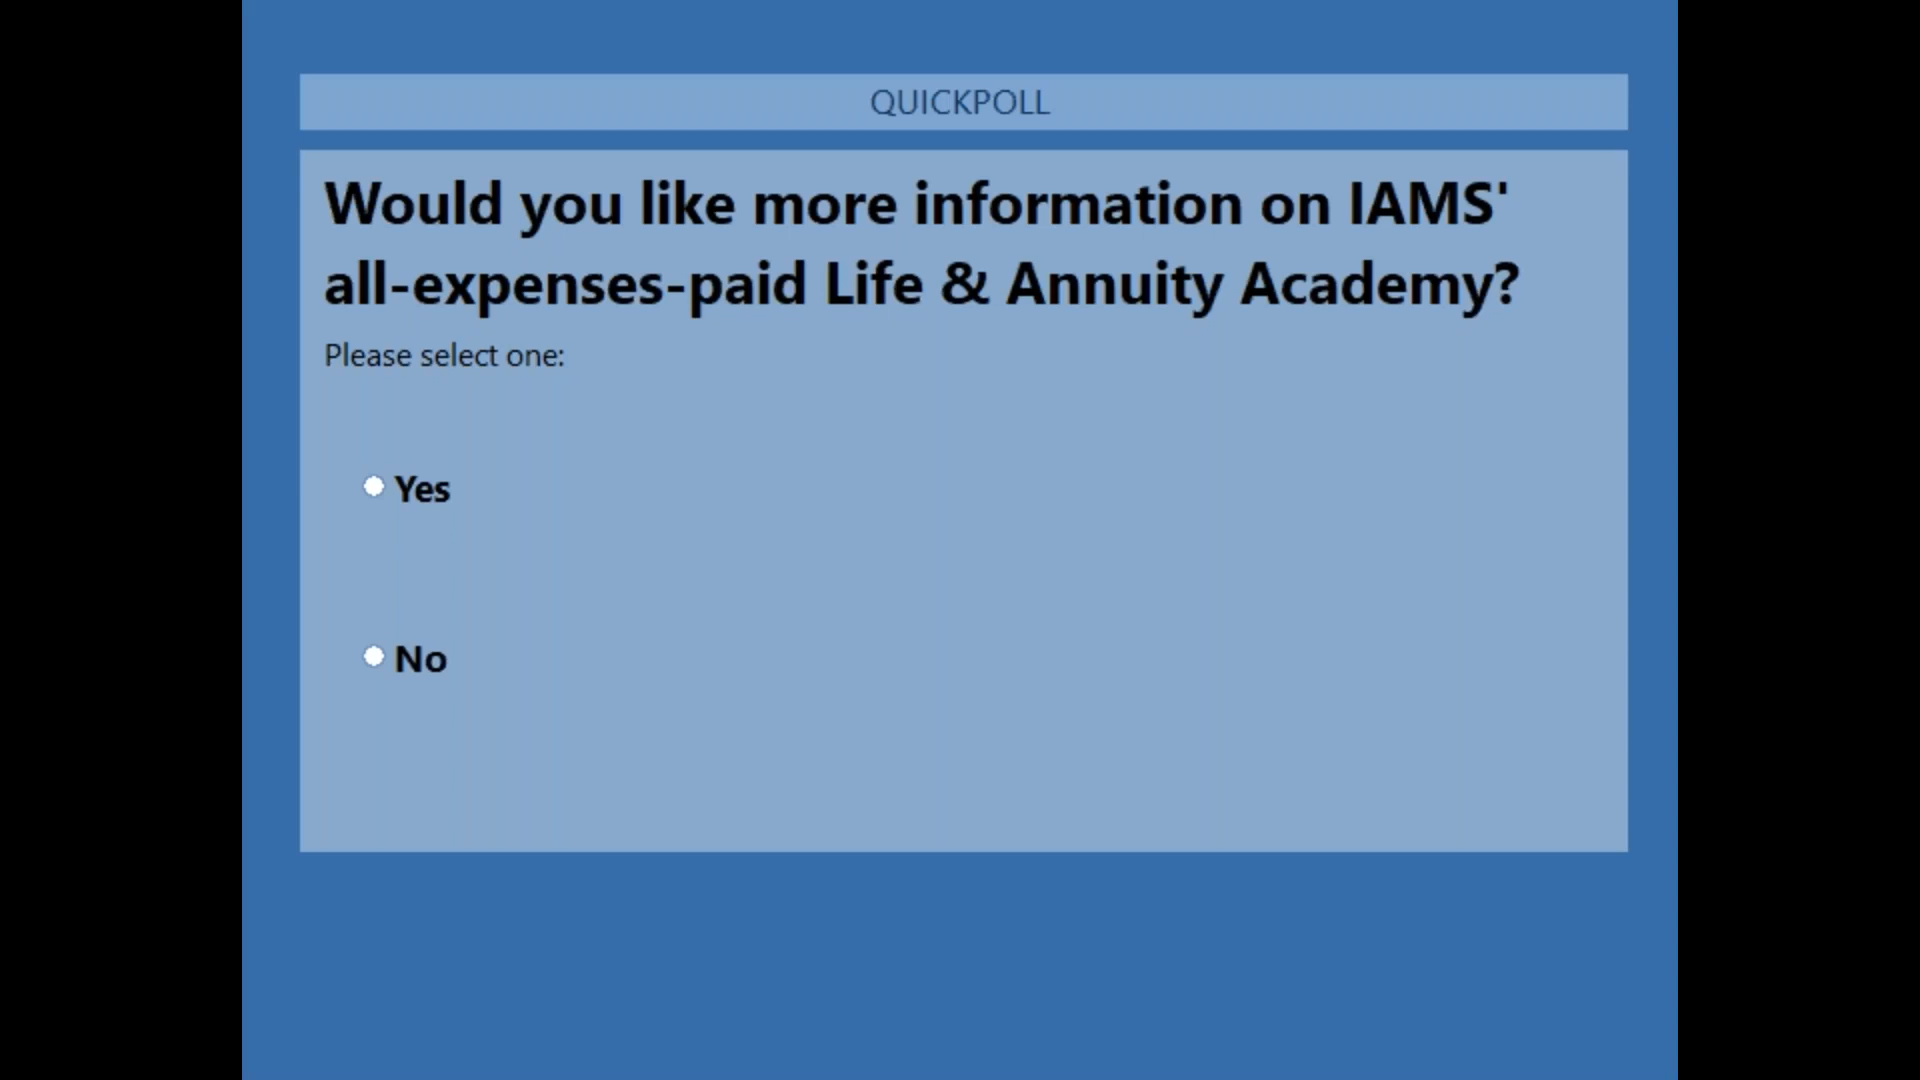 QUICKPOLL
Would you like more information on IAMS'
all-expenses-paid Life & Annuity Academy?
Please select one:
Yes
No